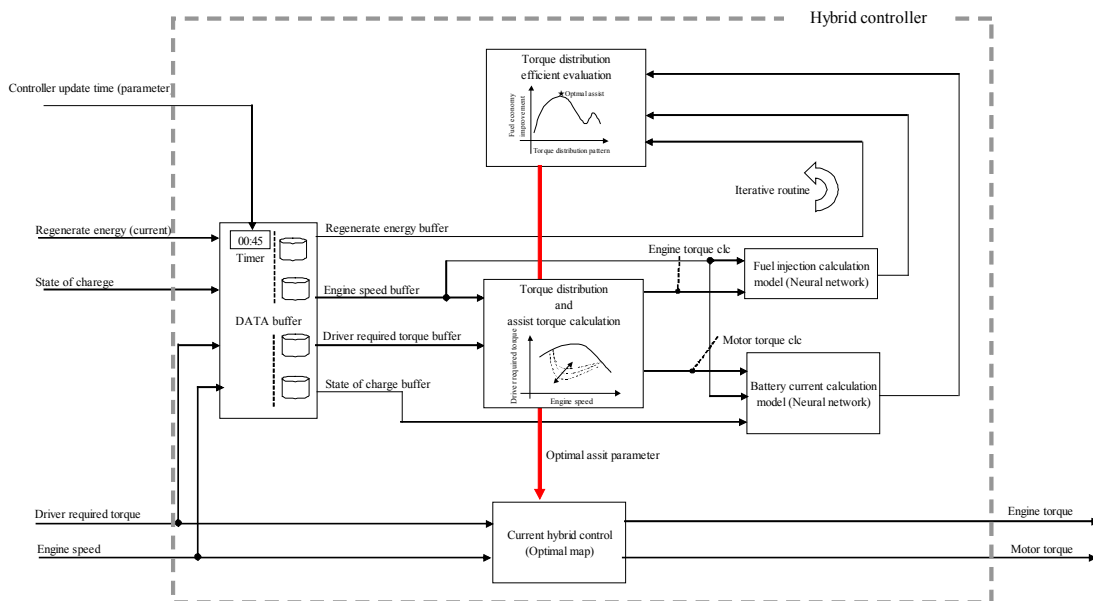 Hybrid controller
Torque distribution
efficient evaluation
★Optmal assist
Fuel economy
improvement
Torque distribution pattern
Controller update time (parameter
Iterative routine
Regenerate energy (current)
00:45
Timer
Regenerate energy buffer
Engine torque clc
Fuel injection calculation
model (Neural network)
State of charege
Engine speed buffer
Torque distribution
and
assist torque calculation
DATA buffer
Driver required torque buffer
Motor torque clc
Driver required torque
Engine speed
State of charge buffer
Battery current calculation
model (Neural network)
Optimal assit parameter
Driver required torque
Engine speed
Current hybrid control
(Optimal map)
Engine torque
Motor torque